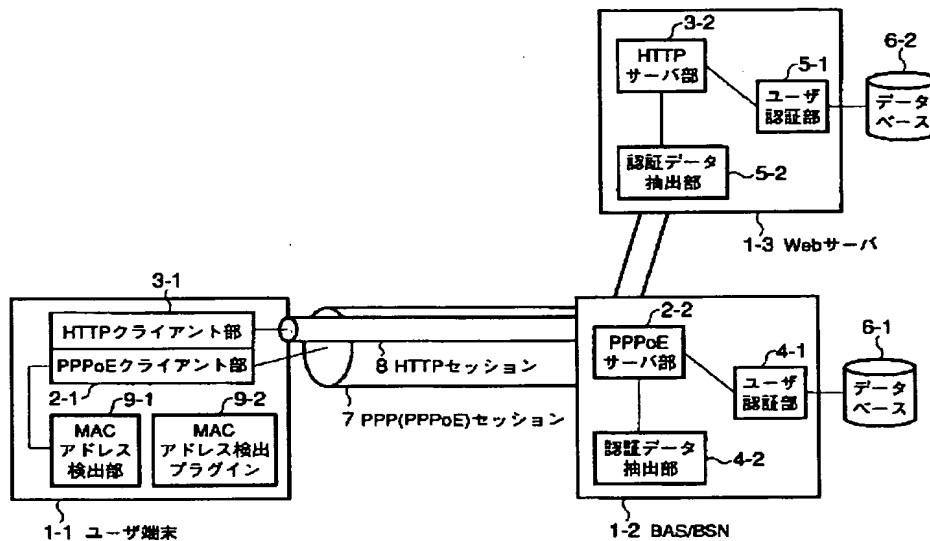 3-2
HTTP
サーバ部
5-1
ユーザ
認証部
6-2
データ
ベース
認証データ
抽出部
5-2
1-3 Webサーバ
3-1
HTTPクライアント部
PPPoEクライアント部
2-1
9-1
9-2
MAC
アドレス
検出部
MAC
アドレス検出
プラグイン
1-1 ユーザ端末
8 HTTPセッション
7 PPP(PPPoE)セッション
2-2
PPPoE
サーバ部
4-1
ユーザ
認証部
6-1
データ
ベース
認証データ
抽出部
4-2
1-2 BAS/BSN